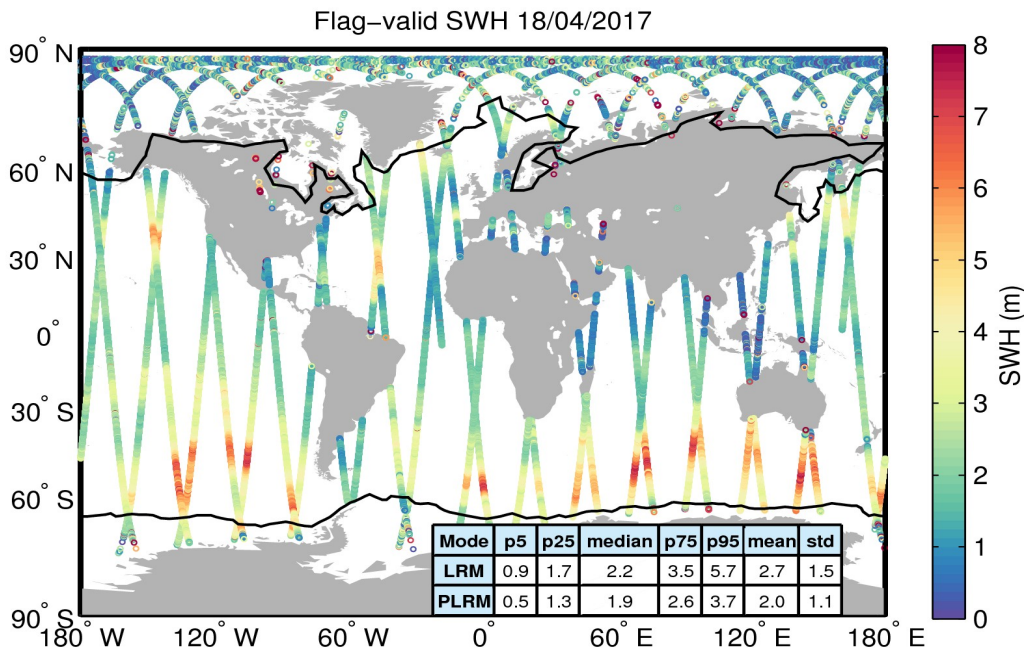 Flag−valid SWH 18/04/2017
90° N
60° N
30° N
0°
30° S
60° S
90° S
180° W
120° W
60° W
0°
60° E
120° E
180° E
Mode p5 p25 median p75 p95 mean std
LRM 0.9 1.7 2.2 3.5 5.7 2.7 1.5
PLRM 0.5 1.3 1.9 2.6 3.7 2.0 1.1
8
7
6
5
4
3
2
1
0
SWH (m)